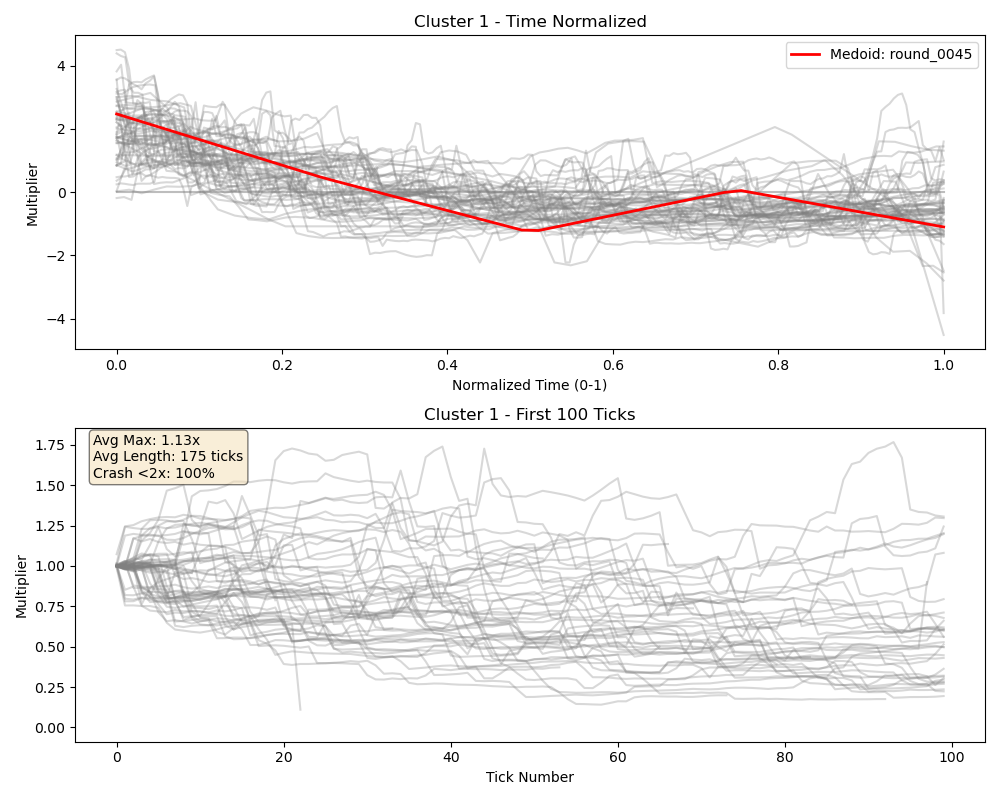 Cluster 1 - Time Normalized
Medoid: round_0045
4
2
0
−2
−4
Multiplier
0.0 0.2 0.4 0.6 0.8 1.0
Normalized Time (0-1)
Cluster 1 - First 100 Ticks
Avg Max: 1.13x
Avg Length: 175 ticks
Crash <2x: 100%
1.75
1.50
1.25
1.00
0.75
0.50
0.25
0.00
Multiplier
0 20 40 60 80 100
Tick Number